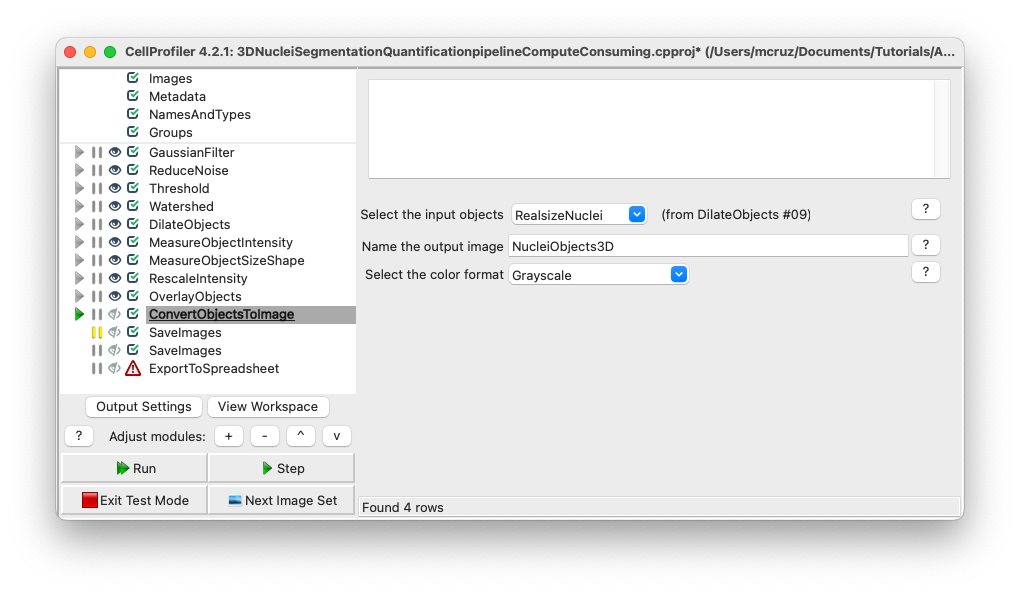 CellProfiler 4.2.1: 3DNucleiSegmentationQuantificationpipelineComputeConsuming.cpproj* (/Users/mcruz/Documents/Tutorials/A...
Images
Metadata
NamesAndTypes
Groups
GaussianFilter
ReduceNoise
Threshold
Watershed
DilateObjects
MeasureObjectIntensity
MeasureObjectSizeShape
RescaleIntensity
OverlayObjects
ConvertObjectsToImage
SaveImages
SaveImages
ExportToSpreadsheet
Output Settings View Workspace
? Adjust modules: + - ^ v
Run Step
Exit Test Mode Next Image Set
Select the input objects RealsizeNuclei (from DilateObjects #09) ?
Name the output image NucleiObjects3D ?
Select the color format Grayscale ?
Found 4 rows